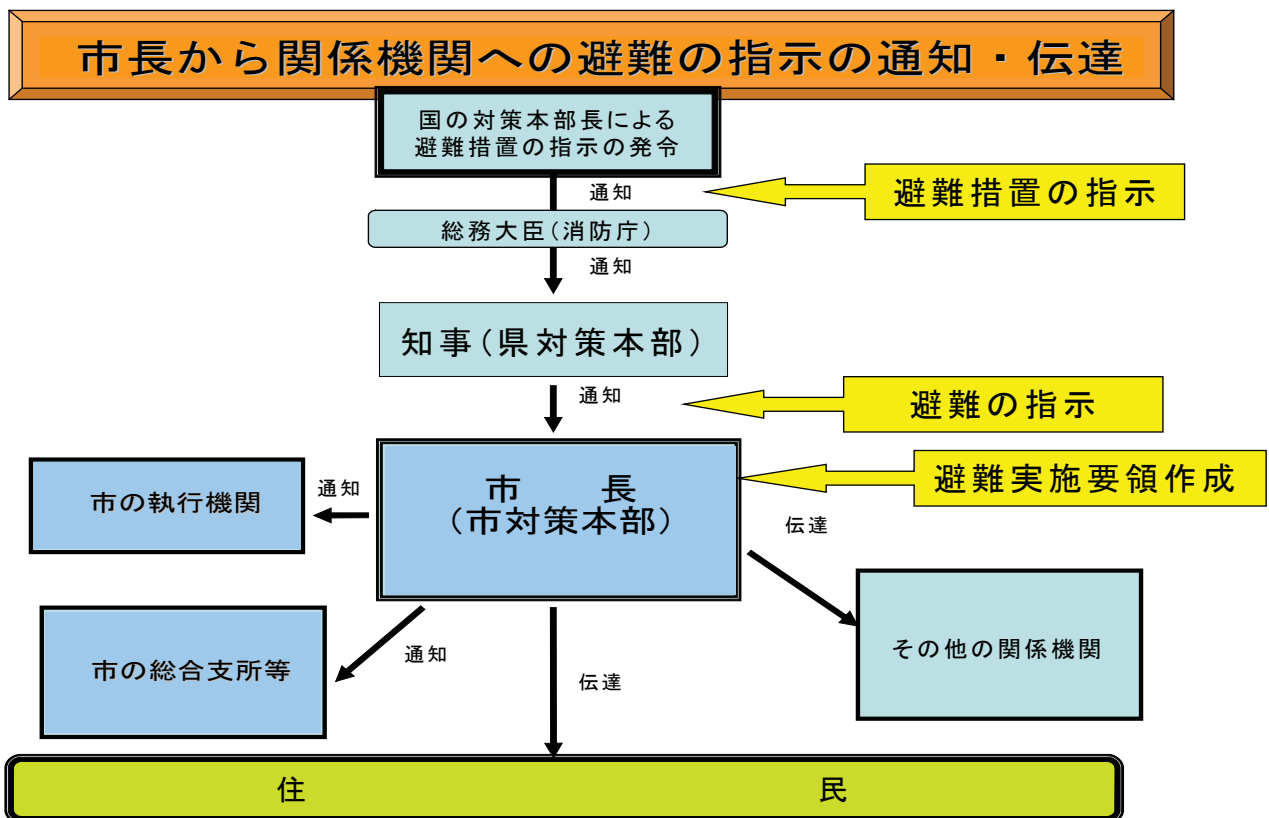 市長から関係機関への避難の指示の通知・伝達
国の対策本部長による
避難措置の指示の発令
通知
避難措置の指示
総務大臣(消防庁)
通知
知事(県対策本部)
通知
避難の指示
市　　長
(市対策本部)
避難実施要領作成
市の執行機関
通知
伝達
その他の関係機関
市の総合支所等
通知
伝達
住　　民